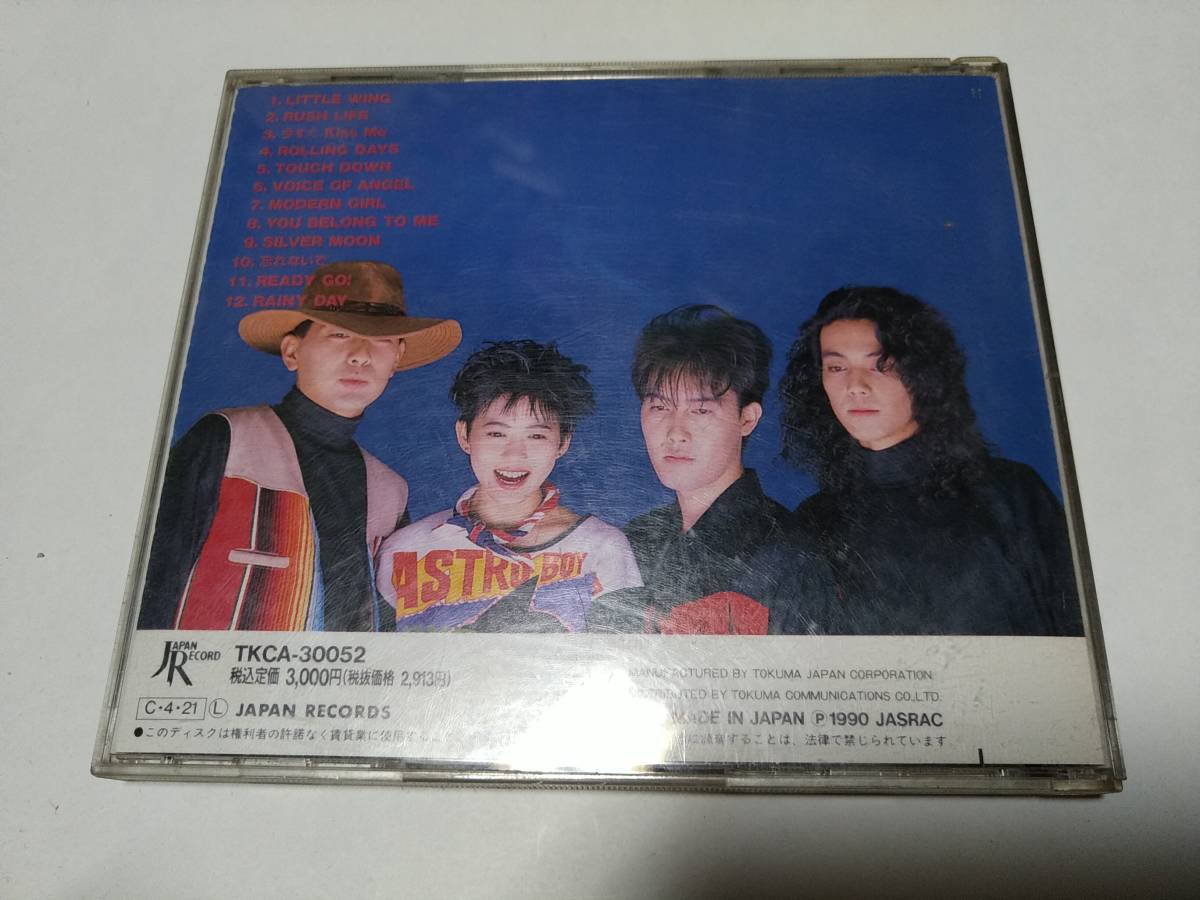 1. LITTLE WING
2. RUSH LIFE
3. 今すぐ Kiss Me
4. ROLLING DAYS
5. TOUCH DOWN
6. VOICE OF ANGEL
7. MODERN GIRL
8. YOU BELONG TO ME
9. SILVER MOON
10. 忘れないで
11. READY GO!
12. RAINY DAY
ASTRO BOY
JAPAN RECORD
TKCA-30052
税込定価 3,000円(税抜価格 2,913円)
C・4・21 Ⓛ JAPAN RECORDS
MANUFACTURED BY TOKUMA JAPAN CORPORATION
DISTRIBUTED BY TOKUMA COMMUNICATIONS CO.,LTD.
MADE IN JAPAN Ⓟ 1990 JASRAC
●このディスクは権利者の許諾なく賃貸業に使用する ことは、法律で禁じられています